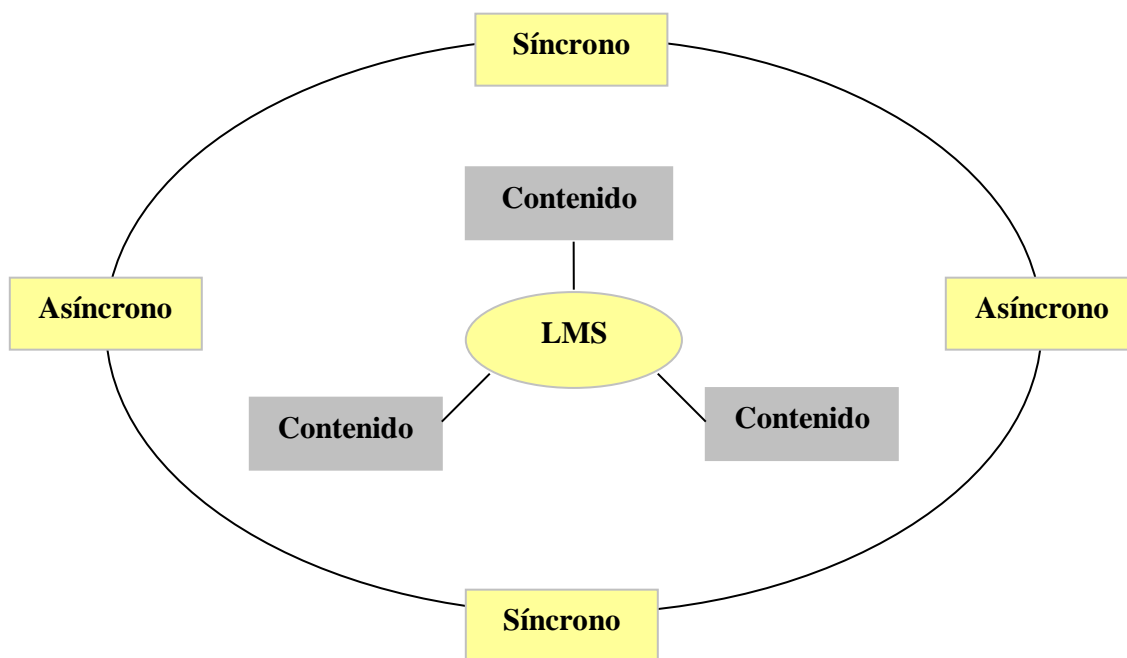 Síncrono
Contenido
Asíncrono
Asíncrono
LMS
Contenido
Contenido
Síncrono